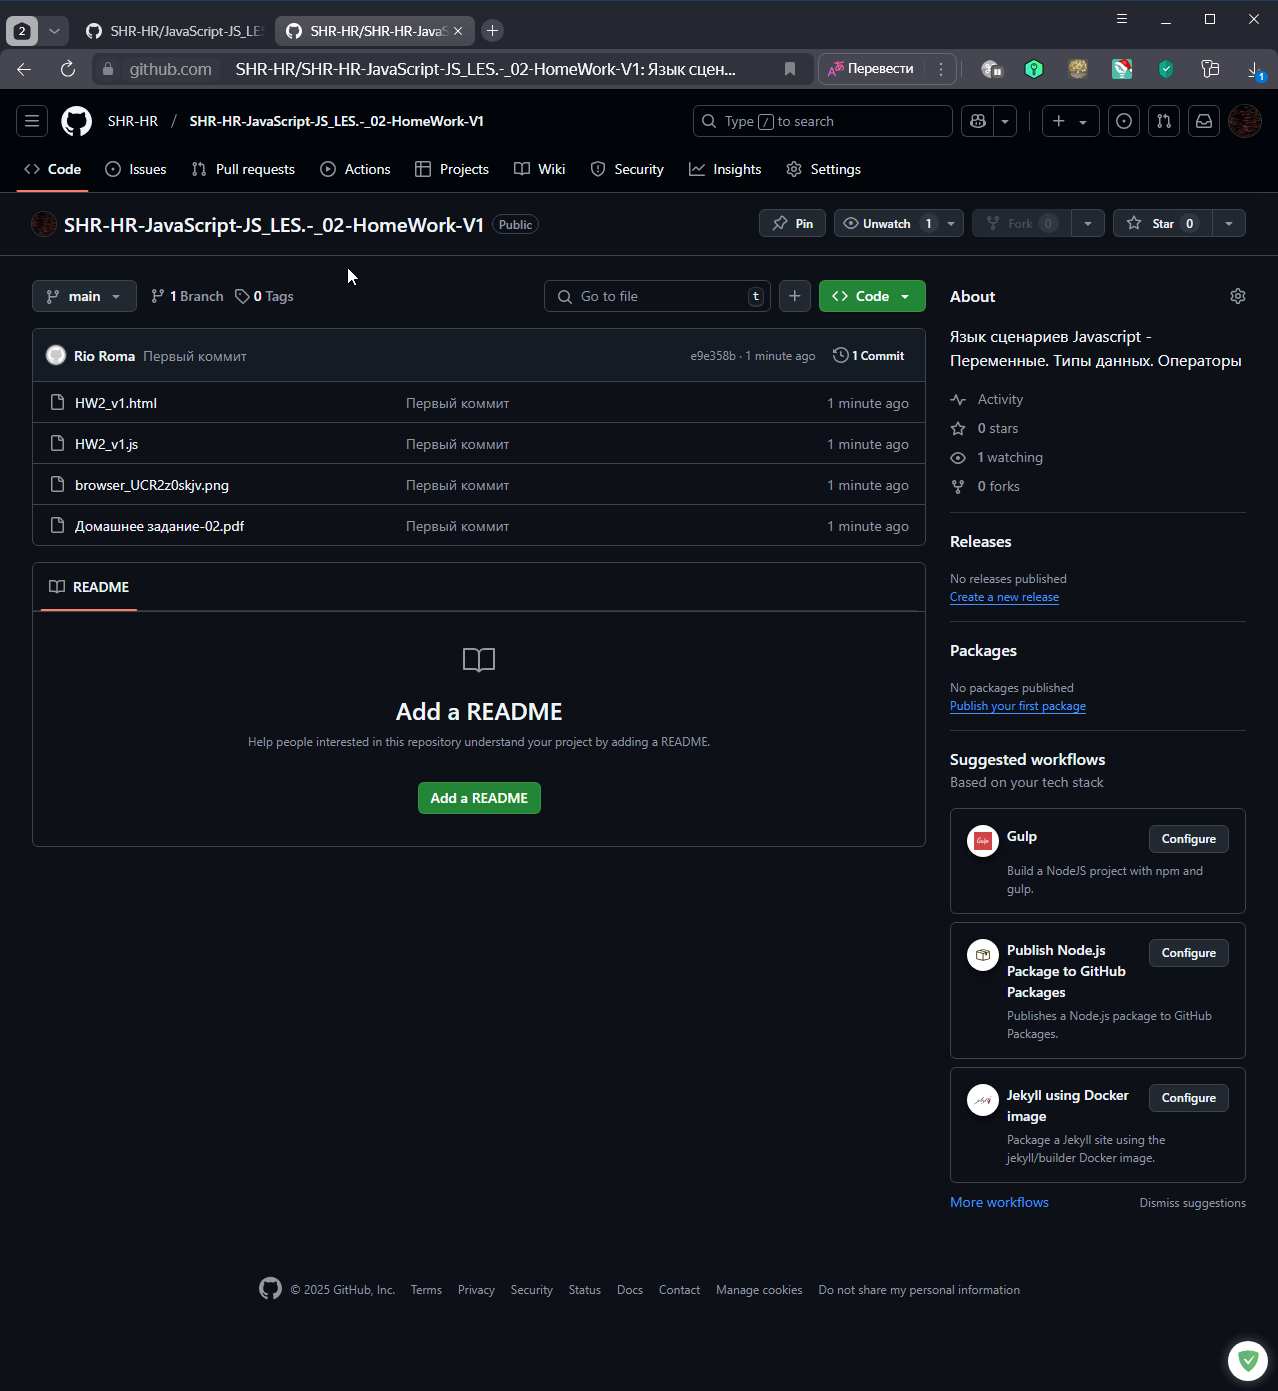 2
SHR-HR/JavaScript-JS_LES
SHR-HR/SHR-HR-JavaS
github.com
SHR-HR/SHR-HR-JavaScript-JS_LES.-_02-HomeWork-V1: Язык сцен...
Перевести
1
SHR-HR / SHR-HR-JavaScript-JS_LES.-_02-HomeWork-V1
Type / to search
Code
Issues
Pull requests
Actions
Projects
Wiki
Security
Insights
Settings
SHR-HR-JavaScript-JS_LES.-_02-HomeWork-V1 Public
Pin
Unwatch 1
Fork 0
Star 0
main
1 Branch
0 Tags
Go to file t
Code
Rio Roma Первый коммит e9e358b · 1 minute ago 1 Commit
HW2_v1.html Первый коммит 1 minute ago
HW2_v1.js Первый коммит 1 minute ago
browser_UCR2z0skjv.png Первый коммит 1 minute ago
Домашнее задание-02.pdf Первый коммит 1 minute ago
README
Add a README
Help people interested in this repository understand your project by adding a README.
Add a README
About
Язык сценариев Javascript -
Переменные. Типы данных. Операторы
Activity
0 stars
1 watching
0 forks
Releases
No releases published
Create a new release
Packages
No packages published
Publish your first package
Suggested workflows
Based on your tech stack
Gulp
Gulp
Configure
Build a NodeJS project with npm and
gulp.
Publish Node.js
Package to GitHub
Packages
Configure
Publishes a Node.js package to GitHub
Packages.
Jekyll using Docker
image
Configure
Package a Jekyll site using the
jekyll/builder Docker image.
More workflows
Dismiss suggestions
© 2025 GitHub, Inc. Terms Privacy Security Status Docs Contact Manage cookies Do not share my personal information